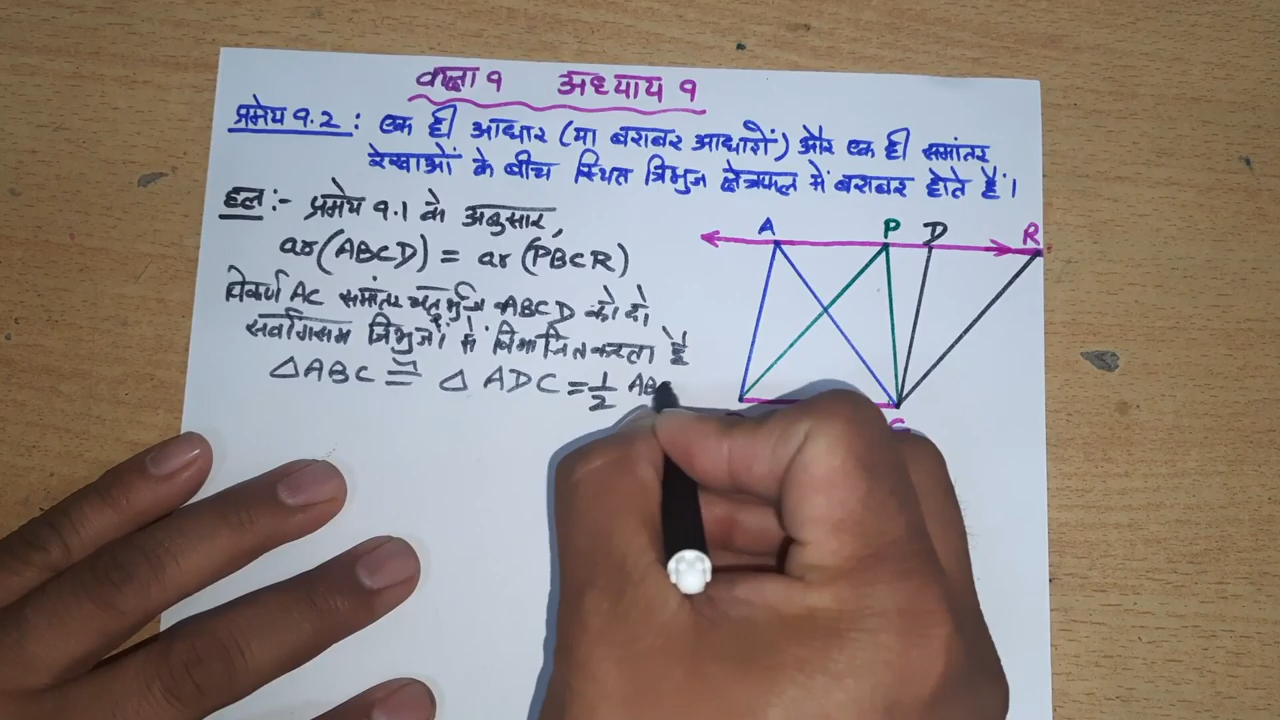 कक्षा 9 अध्याय 9
प्रमेय 9.2 : एक ही आधार (या बराबर आधारों) और एक ही समांतर
रेखाओं के बीच स्थित त्रिभुज क्षेत्रफल में बराबर होते हैं।
हल :- प्रमेय 9.1 के अनुसार,
ar(ABCD) = ar(PBCR)
विकर्ण AC समांतर चतुर्भुज ABCD को दो
सर्वांगसम त्रिभुजों में विभाजित करता है
△ABC ≅ △ ADC = 1/2 AB
A P D R
C